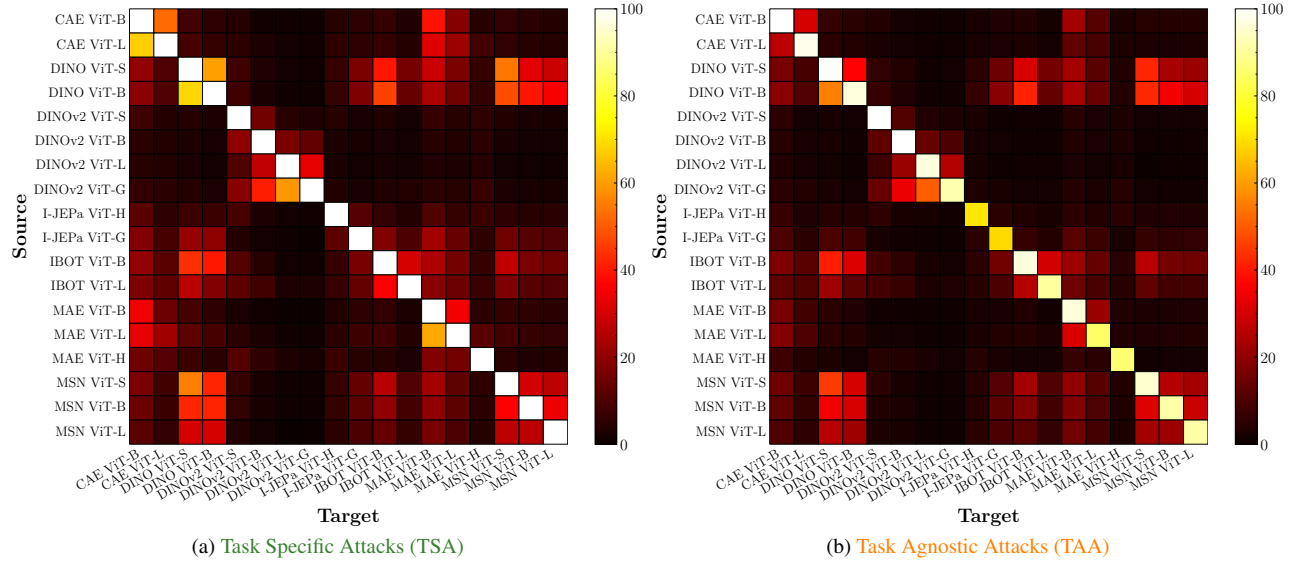 CAE ViT-B
CAE ViT-L
DINO ViT-S
DINO ViT-B
DINOv2 ViT-S
DINOv2 ViT-B
DINOv2 ViT-L
DINOv2 ViT-G
I-JEPa ViT-H
I-JEPa ViT-G
IBOT ViT-B
IBOT ViT-L
MAE ViT-B
MAE ViT-L
MAE ViT-H
MSN ViT-S
MSN ViT-B
MSN ViT-L
Source
CAE ViT-B
CAE ViT-L
DINO ViT-S
DINO ViT-B
DINOv2 ViT-S
DINOv2 ViT-B
DINOv2 ViT-L
DINOv2 ViT-G
I-JEPa ViT-H
I-JEPa ViT-G
IBOT ViT-B
IBOT ViT-L
MAE ViT-B
MAE ViT-L
MAE ViT-H
MSN ViT-S
MSN ViT-B
MSN ViT-L
Target
100
80
60
40
20
0
(a) Task Specific Attacks (TSA)
CAE ViT-B
CAE ViT-L
DINO ViT-S
DINO ViT-B
DINOv2 ViT-S
DINOv2 ViT-B
DINOv2 ViT-L
DINOv2 ViT-G
I-JEPa ViT-H
I-JEPa ViT-G
IBOT ViT-B
IBOT ViT-L
MAE ViT-B
MAE ViT-L
MAE ViT-H
MSN ViT-S
MSN ViT-B
MSN ViT-L
Source
CAE ViT-B
CAE ViT-L
DINO ViT-S
DINO ViT-B
DINOv2 ViT-S
DINOv2 ViT-B
DINOv2 ViT-L
DINOv2 ViT-G
I-JEPa ViT-H
I-JEPa ViT-G
IBOT ViT-B
IBOT ViT-L
MAE ViT-B
MAE ViT-L
MAE ViT-H
MSN ViT-S
MSN ViT-B
MSN ViT-L
Target
100
80
60
40
20
0
(b) Task Agnostic Attacks (TAA)